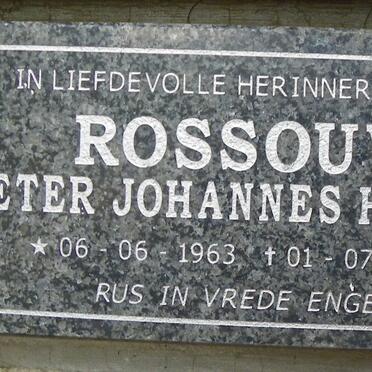 IN LIEFDEVOLLE HERINNER
ROSSOU
ETER JOHANNES H
★ 06 - 06 - 1963 ✝ 01 - 07
RUS IN VREDE ENGE